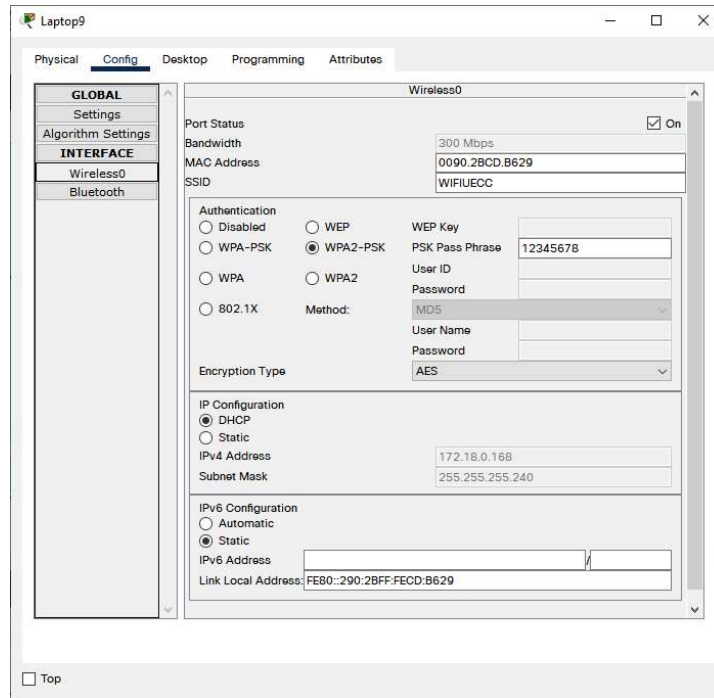 Laptop9
Physical Config Desktop Programming Attributes
GLOBAL
Settings
Algorithm Settings
INTERFACE
Wireless0
Bluetooth
Wireless0
Port Status On
Bandwidth 300 Mbps
MAC Address 0090.2BCD.B629
SSID WIFIUECC
Authentication
Disabled WEP WEP Key
WPA-PSK WPA2-PSK PSK Pass Phrase 12345678
User ID
WPA WPA2
Password
802.1X Method: MD5
User Name
Password
Encryption Type AES
IP Configuration
DHCP
Static
IPv4 Address 172.18.0.168
Subnet Mask 255.255.255.240
IPv6 Configuration
Automatic
Static
IPv6 Address /
Link Local Address: FE80::290:2BFF:FECD:B629
Top